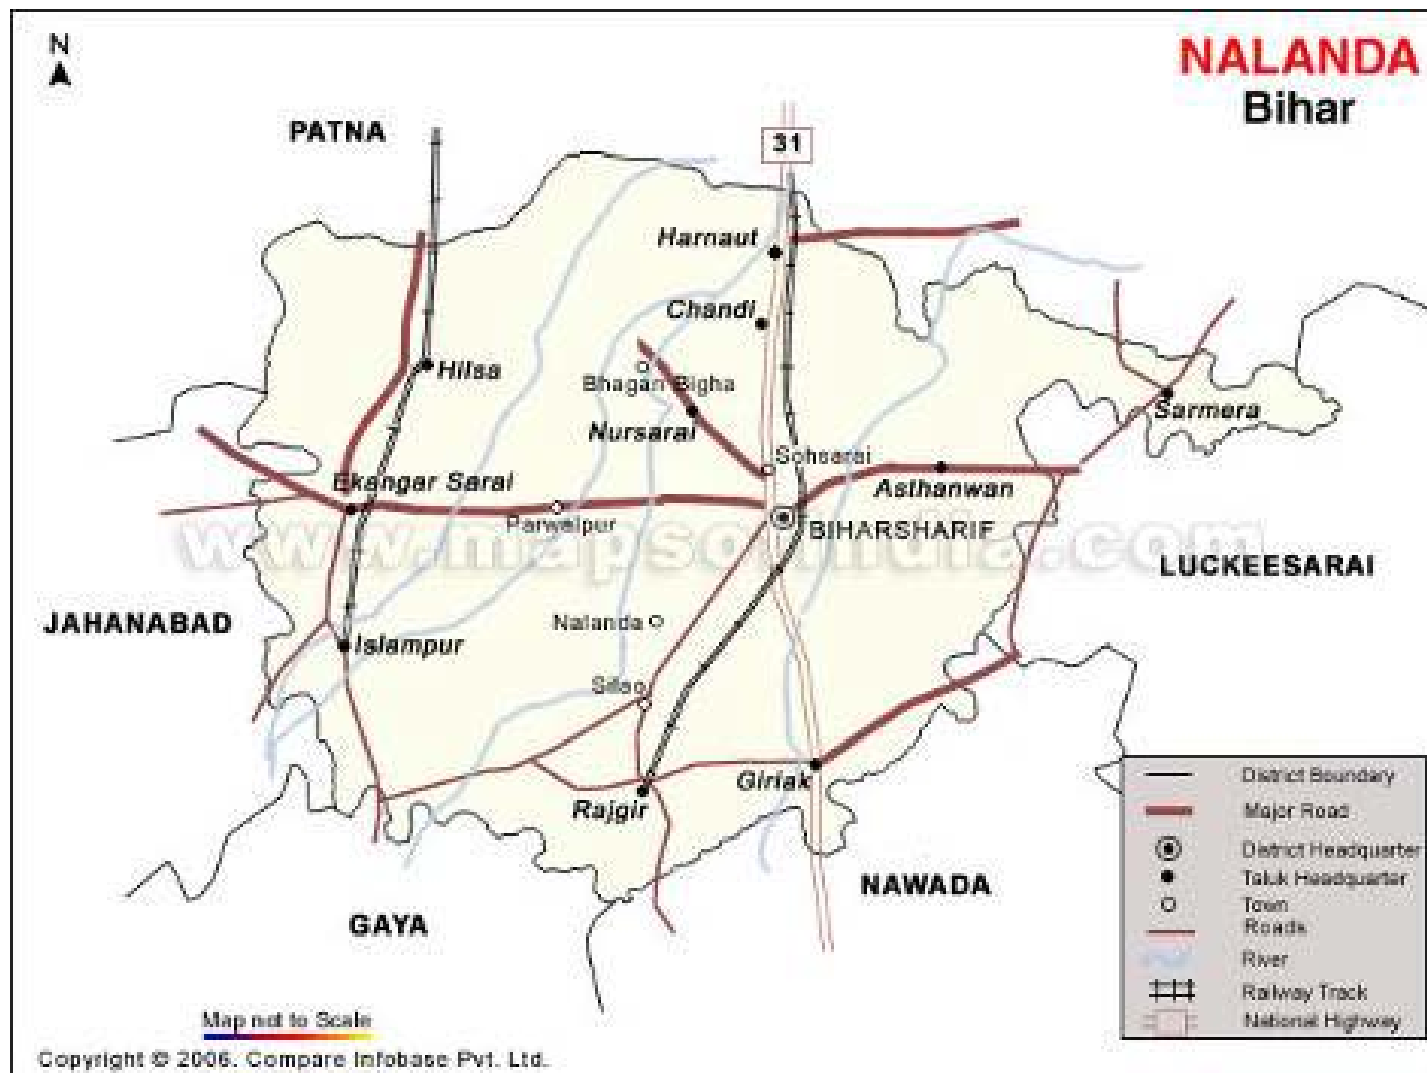 N
NALANDA
Bihar
PATNA
31
Harnaut
Chandi
Hilsa
Bhagan Bigha
Nursarai
Sarmera
Sohsarai
Ekangar Sarai
Asthanwan
Parwalpur
BIHARSHARIF
www.mapsofindia.com
LUCKEESARAI
JAHANABAD
Nalanda
Islampur
Silao
Giriak
Rajgir
NAWADA
GAYA
District Boundary
Major Road
District Headquarter
Taluk Headquarter
Town
Roads
River
Railway Track
National Highway
Map not to Scale
Copyright © 2006. Compare Infobase Pvt. Ltd.